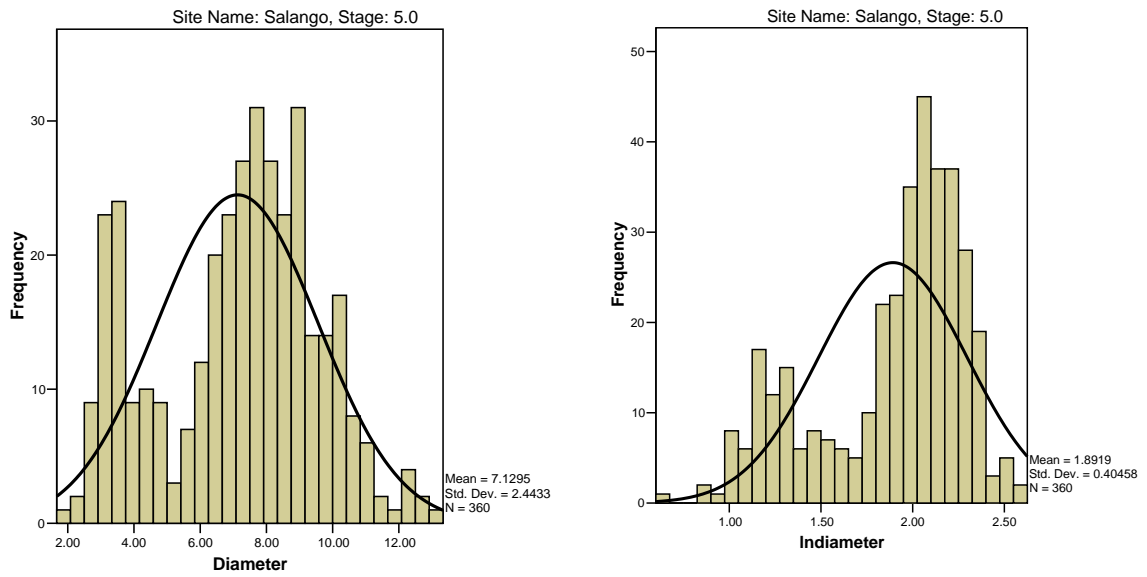 Site Name: Salango, Stage: 5.0
Frequency
30
20
10
0
2.00 4.00 6.00 8.00 10.00 12.00
Diameter
Mean = 7.1295
Std. Dev. = 2.4433
N = 360
Site Name: Salango, Stage: 5.0
Frequency
50
40
30
20
10
0
1.00 1.50 2.00 2.50
Indiameter
Mean = 1.8919
Std. Dev. = 0.40458
N = 360